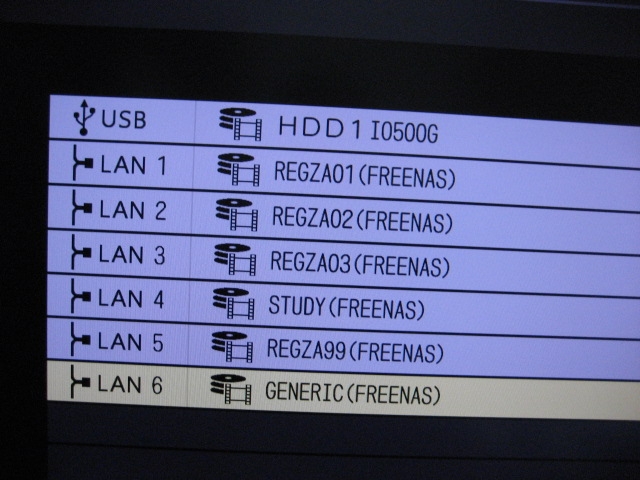 USB HDD1 IO500G
LAN 1 REGZA01(FREENAS)
LAN 2 REGZA02(FREENAS)
LAN 3 REGZA03(FREENAS)
LAN 4 STUDY(FREENAS)
LAN 5 REGZA99(FREENAS)
LAN 6 GENERIC(FREENAS)